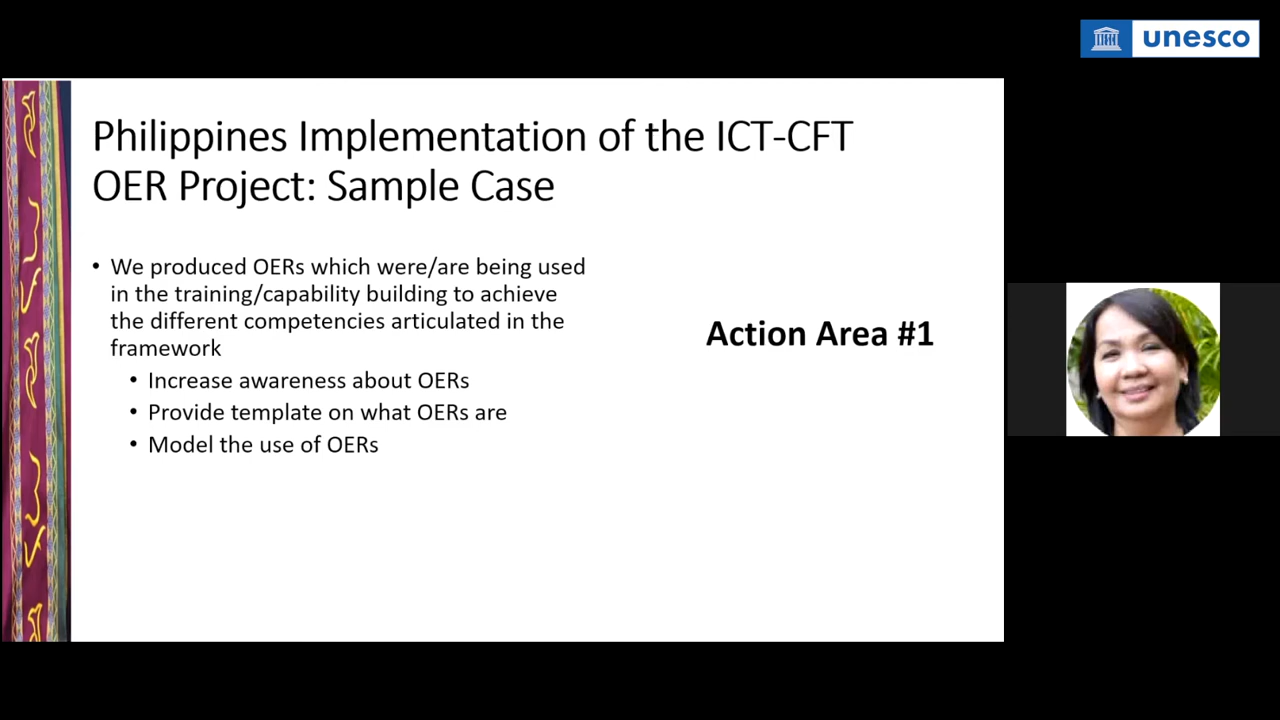 unesco
Philippines Implementation of the ICT-CFT
OER Project: Sample Case
• We produced OERs which were/are being used
in the training/capability building to achieve
the different competencies articulated in the
framework
• Increase awareness about OERs
• Provide template on what OERs are
• Model the use of OERs
Action Area #1